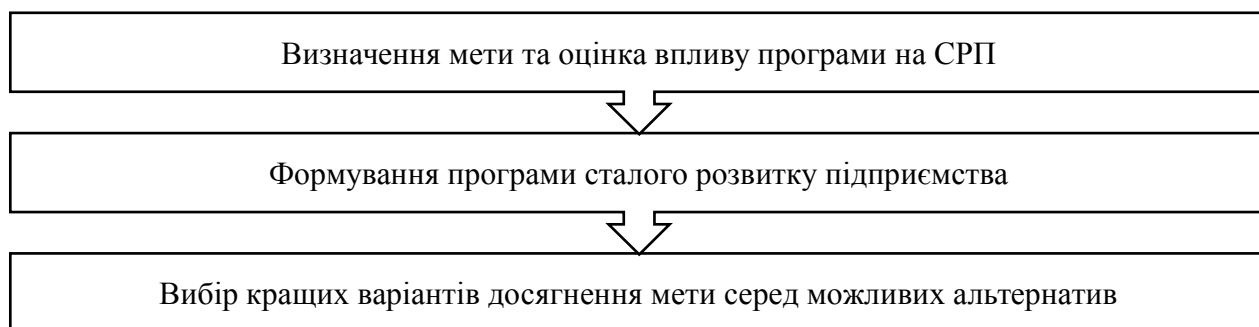 Визначення мети та оцінка впливу програми на СРП
Формування програми сталого розвитку підприємства
Вибір кращих варіантів досягнення мети серед можливих альтернатив